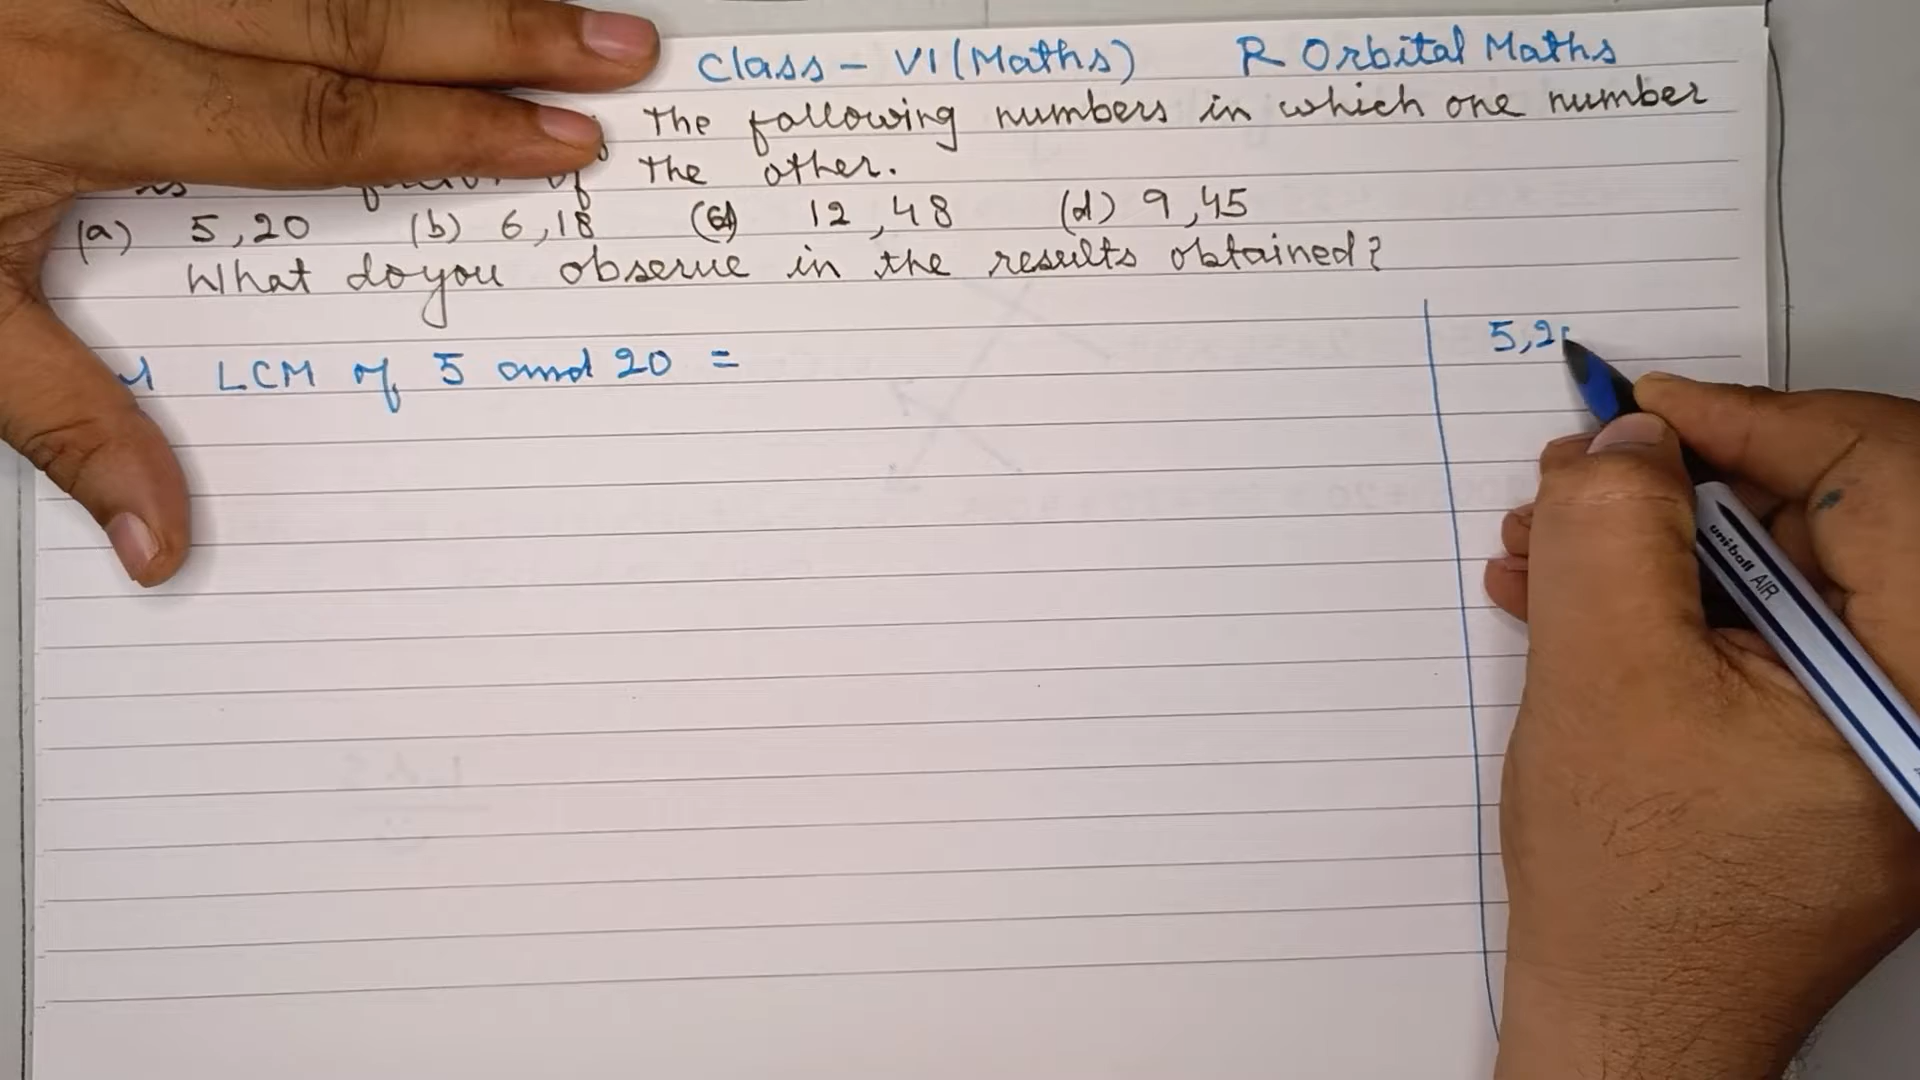 Class - VI (Maths) R Orbital Maths
the following numbers in which one number
is of the other.
(a) 5,20 (b) 6,18 (c) 12,48 (d) 9,45
What do you observe in the results obtained?
LCM of 5 and 20 =
5,2
uniball AIR